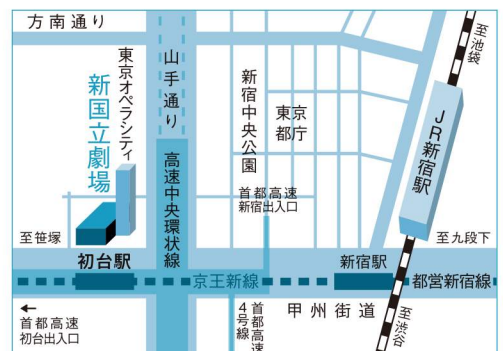 方南通り
至池袋
山手通り
東京オペラシティ
新国立劇場
新宿中央公園
東京
都庁
JR新宿駅
高速中央環状線
首都高速
新宿出入口
至笹塚
至九段下
初台駅
新宿駅
京王新線
都営新宿線
←
首都高速
初台出入口
首都高速
4号線
甲州街道
至渋谷